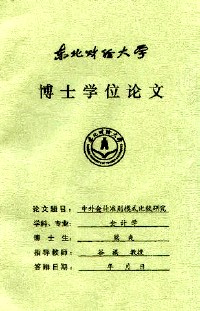 东北财经大学
博士学位论文
论文题目：中外会计准则模式比较研究
学科、专业：会计学
博士生：
指导教师：谷祺 教授
答辩日期：年 月 日